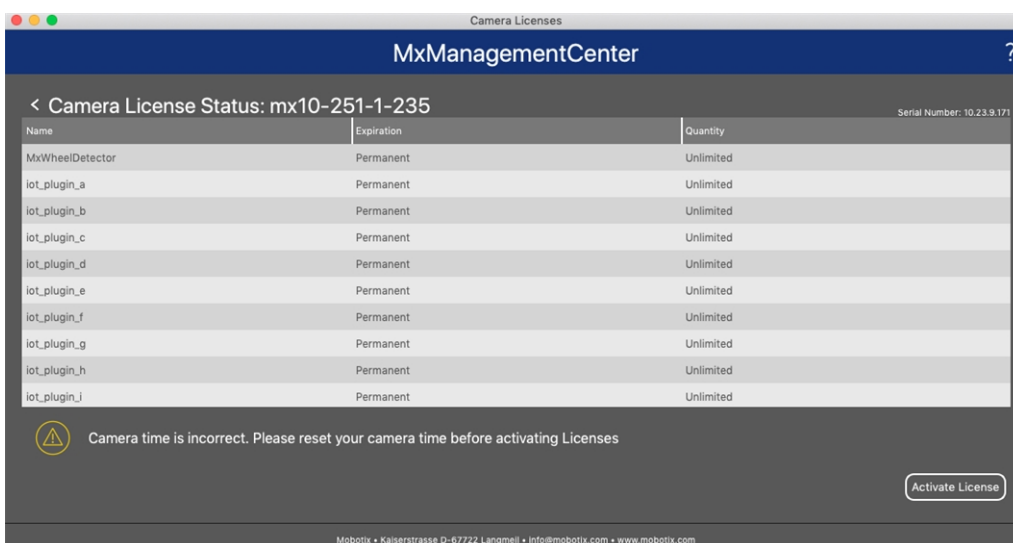 Camera Licenses
MxManagementCenter ?
< Camera License Status: mx10-251-1-235
Serial Number: 10.23.9.171
Name Expiration Quantity
MxWheelDetector Permanent Unlimited
iot_plugin_a Permanent Unlimited
iot_plugin_b Permanent Unlimited
iot_plugin_c Permanent Unlimited
iot_plugin_d Permanent Unlimited
iot_plugin_e Permanent Unlimited
iot_plugin_f Permanent Unlimited
iot_plugin_g Permanent Unlimited
iot_plugin_h Permanent Unlimited
iot_plugin_i Permanent Unlimited
Camera time is incorrect. Please reset your camera time before activating Licenses
Activate License
Mobotix • Kaiserstrasse D-67722 Langmeil • info@mobotix.com • www.mobotix.com